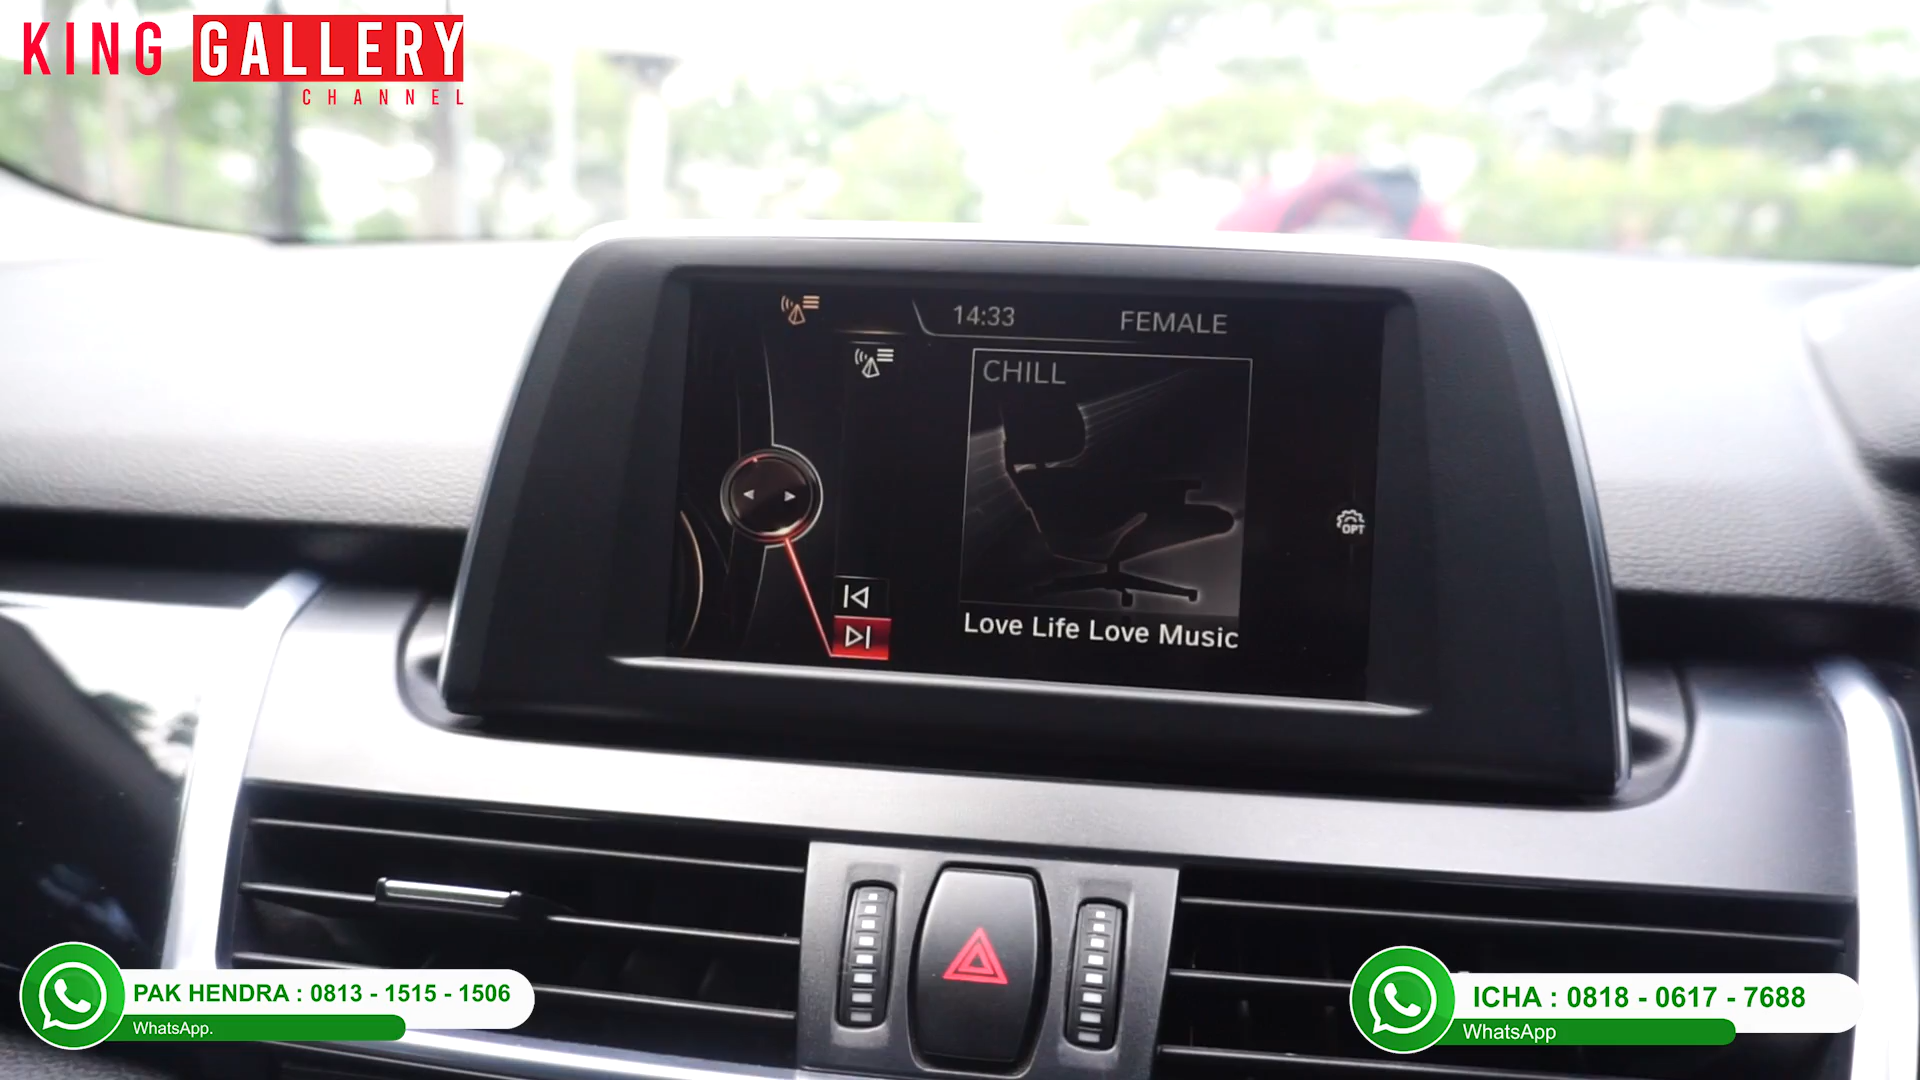 KING GALLERY
CHANNEL
14:33
FEMALE
CHILL
Love Life Love Music
OPT
PAK HENDRA : 0813 - 1515 - 1506
WhatsApp.
ICHA : 0818 - 0617 - 7688
WhatsApp